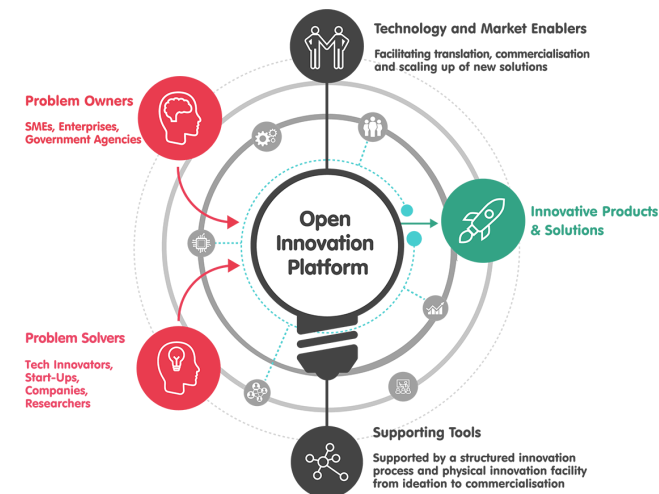 Technology and Market Enablers
Facilitating translation, commercialisation
and scaling up of new solutions
Problem Owners
SMEs, Enterprises,
Government Agencies
Open
Innovation
Platform
Innovative Products
& Solutions
Problem Solvers
Tech Innovators,
Start-Ups,
Companies,
Researchers
Supporting Tools
Supported by a structured innovation
process and physical innovation facility
from ideation to commercialisation